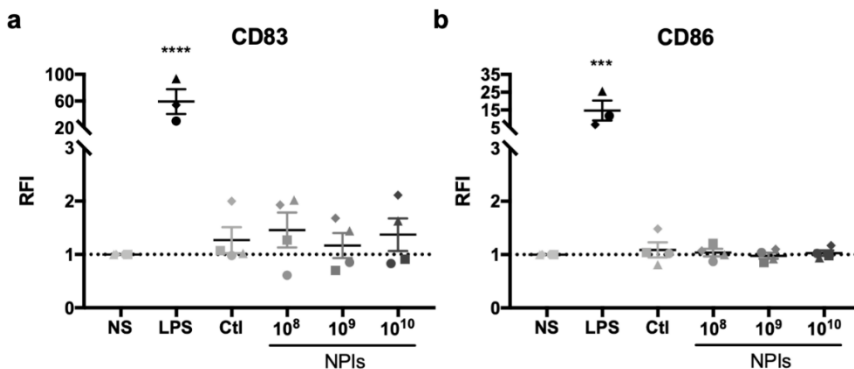 a
CD83
****
100
60
20
3
2
1
0
RFI
NS LPS Ctl 10⁸ 10⁹ 10¹⁰
NPIs
b
CD86
***
35
25
15
5
3
2
1
0
RFI
NS LPS Ctl 10⁸ 10⁹ 10¹⁰
NPIs